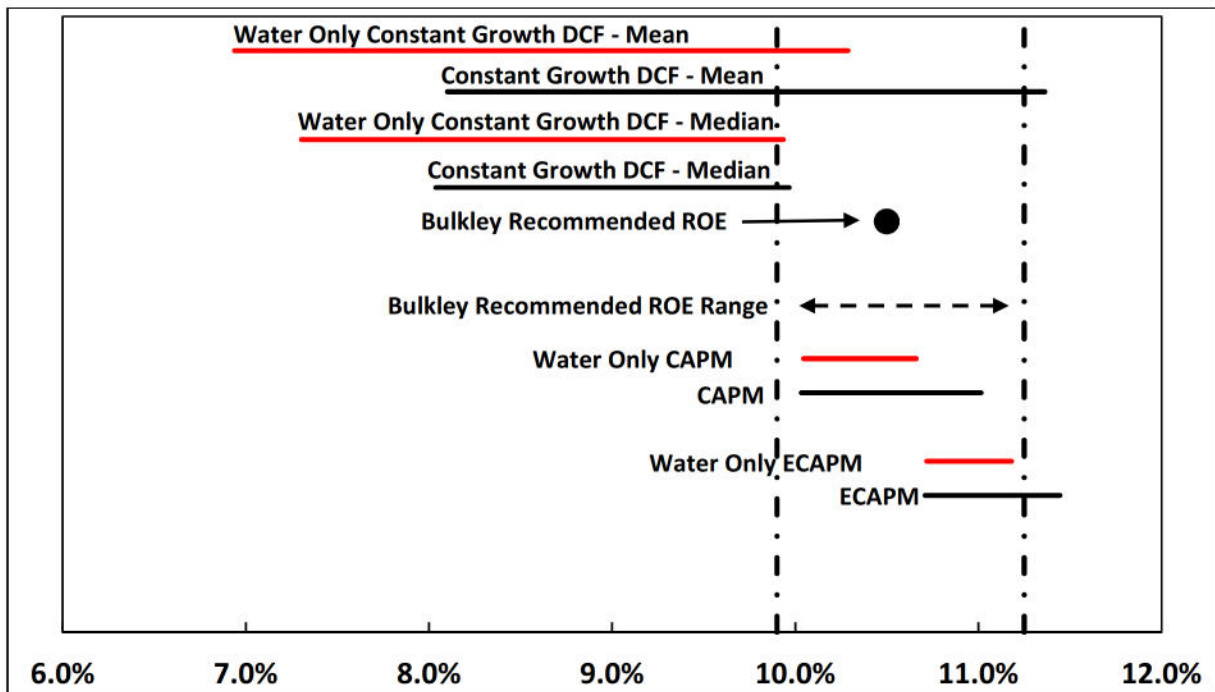 Water Only Constant Growth DCF - Mean
Constant Growth DCF - Mean
Water Only Constant Growth DCF - Median
Constant Growth DCF - Median
Bulkley Recommended ROE
Bulkley Recommended ROE Range
Water Only CAPM
CAPM
Water Only ECAPM
ECAPM
6.0% 7.0% 8.0% 9.0% 10.0% 11.0% 12.0%